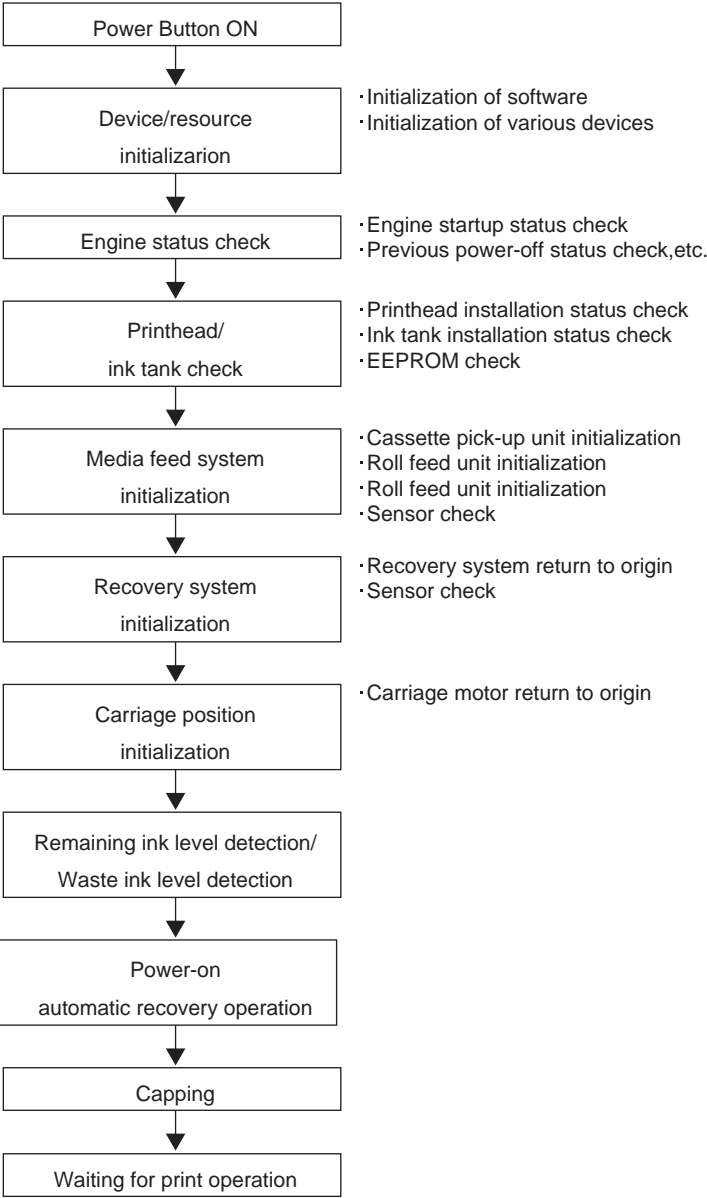 Power Button ON
Device/resource
initializarion
·Initialization of software
·Initialization of various devices
Engine status check
·Engine startup status check
·Previous power-off status check,etc.
Printhead/
ink tank check
·Printhead installation status check
·Ink tank installation status check
·EEPROM check
Media feed system
initialization
·Cassette pick-up unit initialization
·Roll feed unit initialization
·Roll feed unit initialization
·Sensor check
Recovery system
initialization
·Recovery system return to origin
·Sensor check
Carriage position
initialization
·Carriage motor return to origin
Remaining ink level detection/
Waste ink level detection
Power-on
automatic recovery operation
Capping
Waiting for print operation